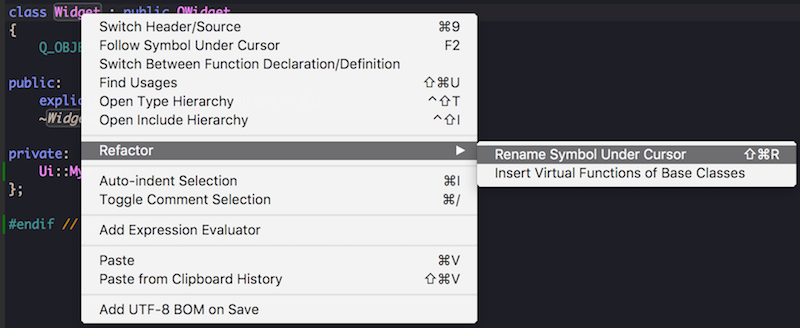 class Widget : public QWidget
{
Switch Header/Source ⌘9
Follow Symbol Under Cursor F2
Q_OBJE
Switch Between Function Declaration/Definition
Find Usages ⇧⌘U
public:
Open Type Hierarchy ^⇧T
explic
Open Include Hierarchy ^⇧I
~Widge
Refactor ▶
private:
Rename Symbol Under Cursor ⇧⌘R
Ui::My
Insert Virtual Functions of Base Classes
Auto-indent Selection ⌘I
};
Toggle Comment Selection ⌘/
#endif //
Add Expression Evaluator
Paste ⌘V
Paste from Clipboard History ⇧⌘V
Add UTF-8 BOM on Save